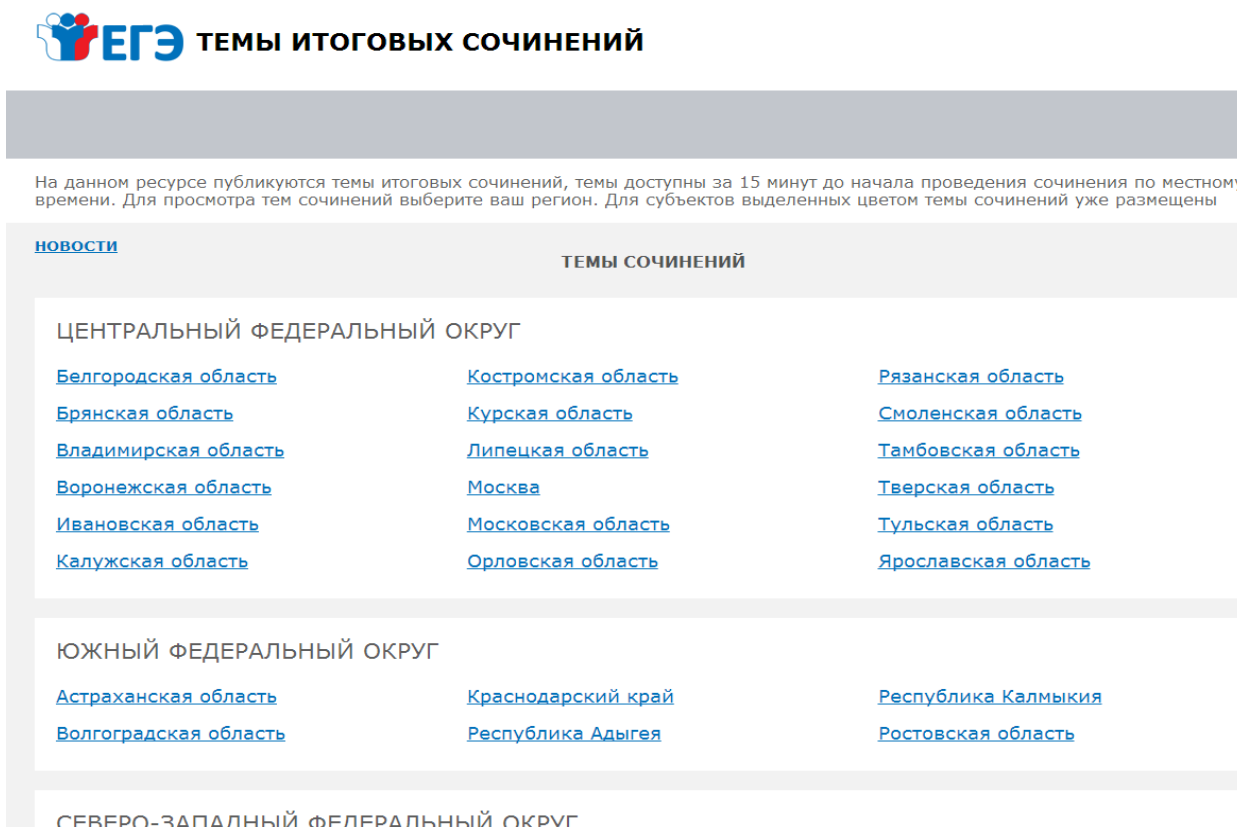 ЕГЭ ТЕМЫ ИТОГОВЫХ СОЧИНЕНИЙ
На данном ресурсе публикуются темы итоговых сочинений, темы доступны за 15 минут до начала проведения сочинения по местному
времени. Для просмотра тем сочинений выберите ваш регион. Для субъектов выделенных цветом темы сочинений уже размещены
НОВОСТИ
ТЕМЫ СОЧИНЕНИЙ
ЦЕНТРАЛЬНЫЙ ФЕДЕРАЛЬНЫЙ ОКРУГ
Белгородская область Костромская область Рязанская область
Брянская область Курская область Смоленская область
Владимирская область Липецкая область Тамбовская область
Воронежская область Москва Тверская область
Ивановская область Московская область Тульская область
Калужская область Орловская область Ярославская область
ЮЖНЫЙ ФЕДЕРАЛЬНЫЙ ОКРУГ
Астраханская область Краснодарский край Республика Калмыкия
Волгоградская область Республика Адыгея Ростовская область
СЕВЕРО-ЗАПАДНЫЙ ФЕДЕРАЛЬНЫЙ ОКРУГ